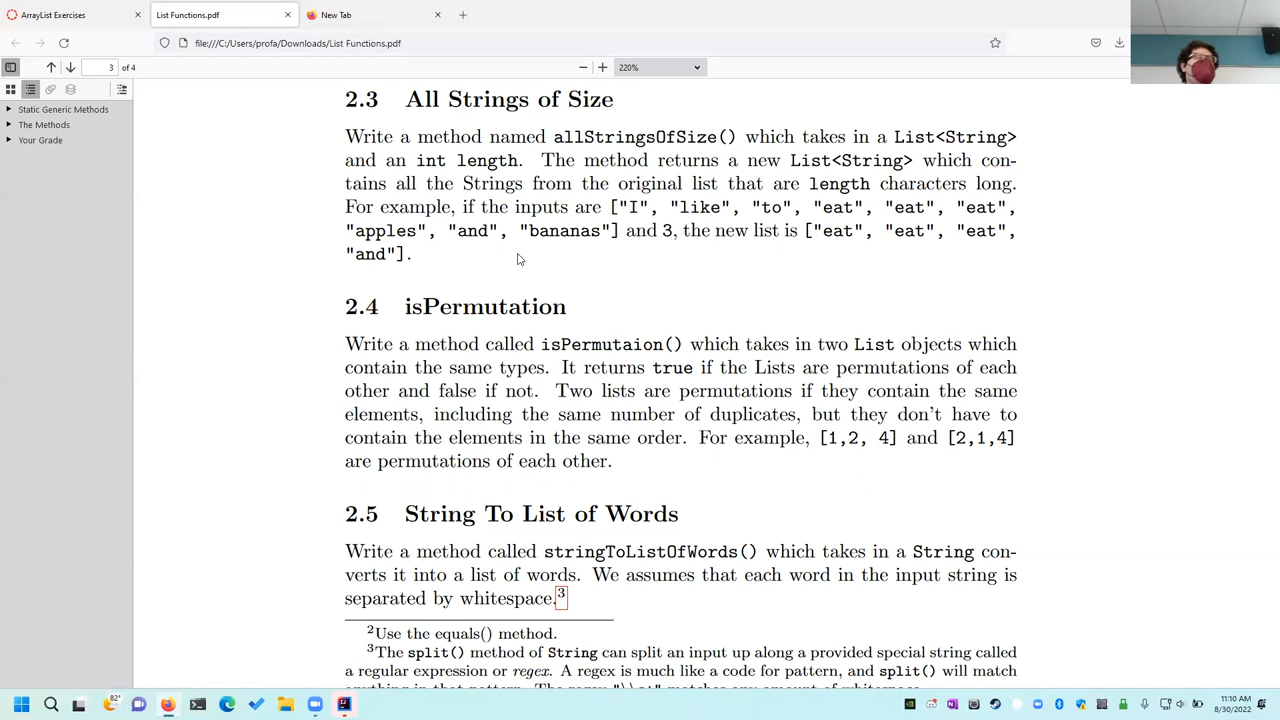 ArrayList Exercises
List Functions.pdf
New Tab
file:///C:/Users/profa/Downloads/List Functions.pdf
3 of 4
220%
Static Generic Methods
The Methods
Your Grade
2.3 All Strings of Size
Write a method named allStringsOfSize() which takes in a List<String>
and an int length. The method returns a new List<String> which con-
tains all the Strings from the original list that are length characters long.
For example, if the inputs are ["I", "like", "to", "eat", "eat", "eat",
"apples", "and", "bananas"] and 3, the new list is ["eat", "eat", "eat",
"and"].
2.4 isPermutation
Write a method called isPermutaion() which takes in two List objects which
contain the same types. It returns true if the Lists are permutations of each
other and false if not. Two lists are permutations if they contain the same
elements, including the same number of duplicates, but they don't have to
contain the elements in the same order. For example, [1,2, 4] and [2,1,4]
are permutations of each other.
2.5 String To List of Words
Write a method called stringToListOfWords() which takes in a String con-
verts it into a list of words. We assumes that each word in the input string is
separated by whitespace.3
2Use the equals() method.
3The split() method of String can split an input up along a provided special string called
a regular expression or regex. A regex is much like a code for pattern, and split() will match
82°
11:10 AM
8/30/2022